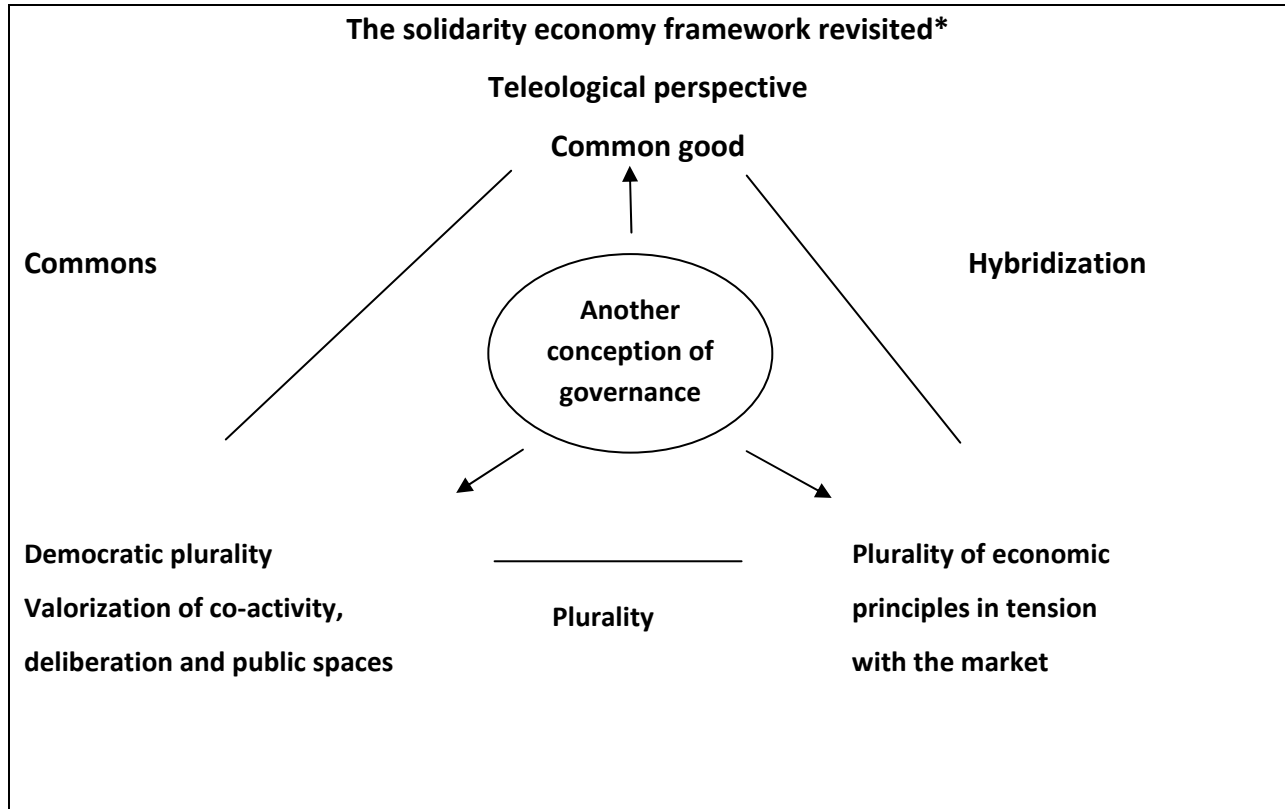 The solidarity economy framework revisited*
Teleological perspective
Common good
Commons
Hybridization
Another
conception of
governance
Democratic plurality
Valorization of co-activity,
deliberation and public spaces
Plurality
Plurality of economic
principles in tension
with the market